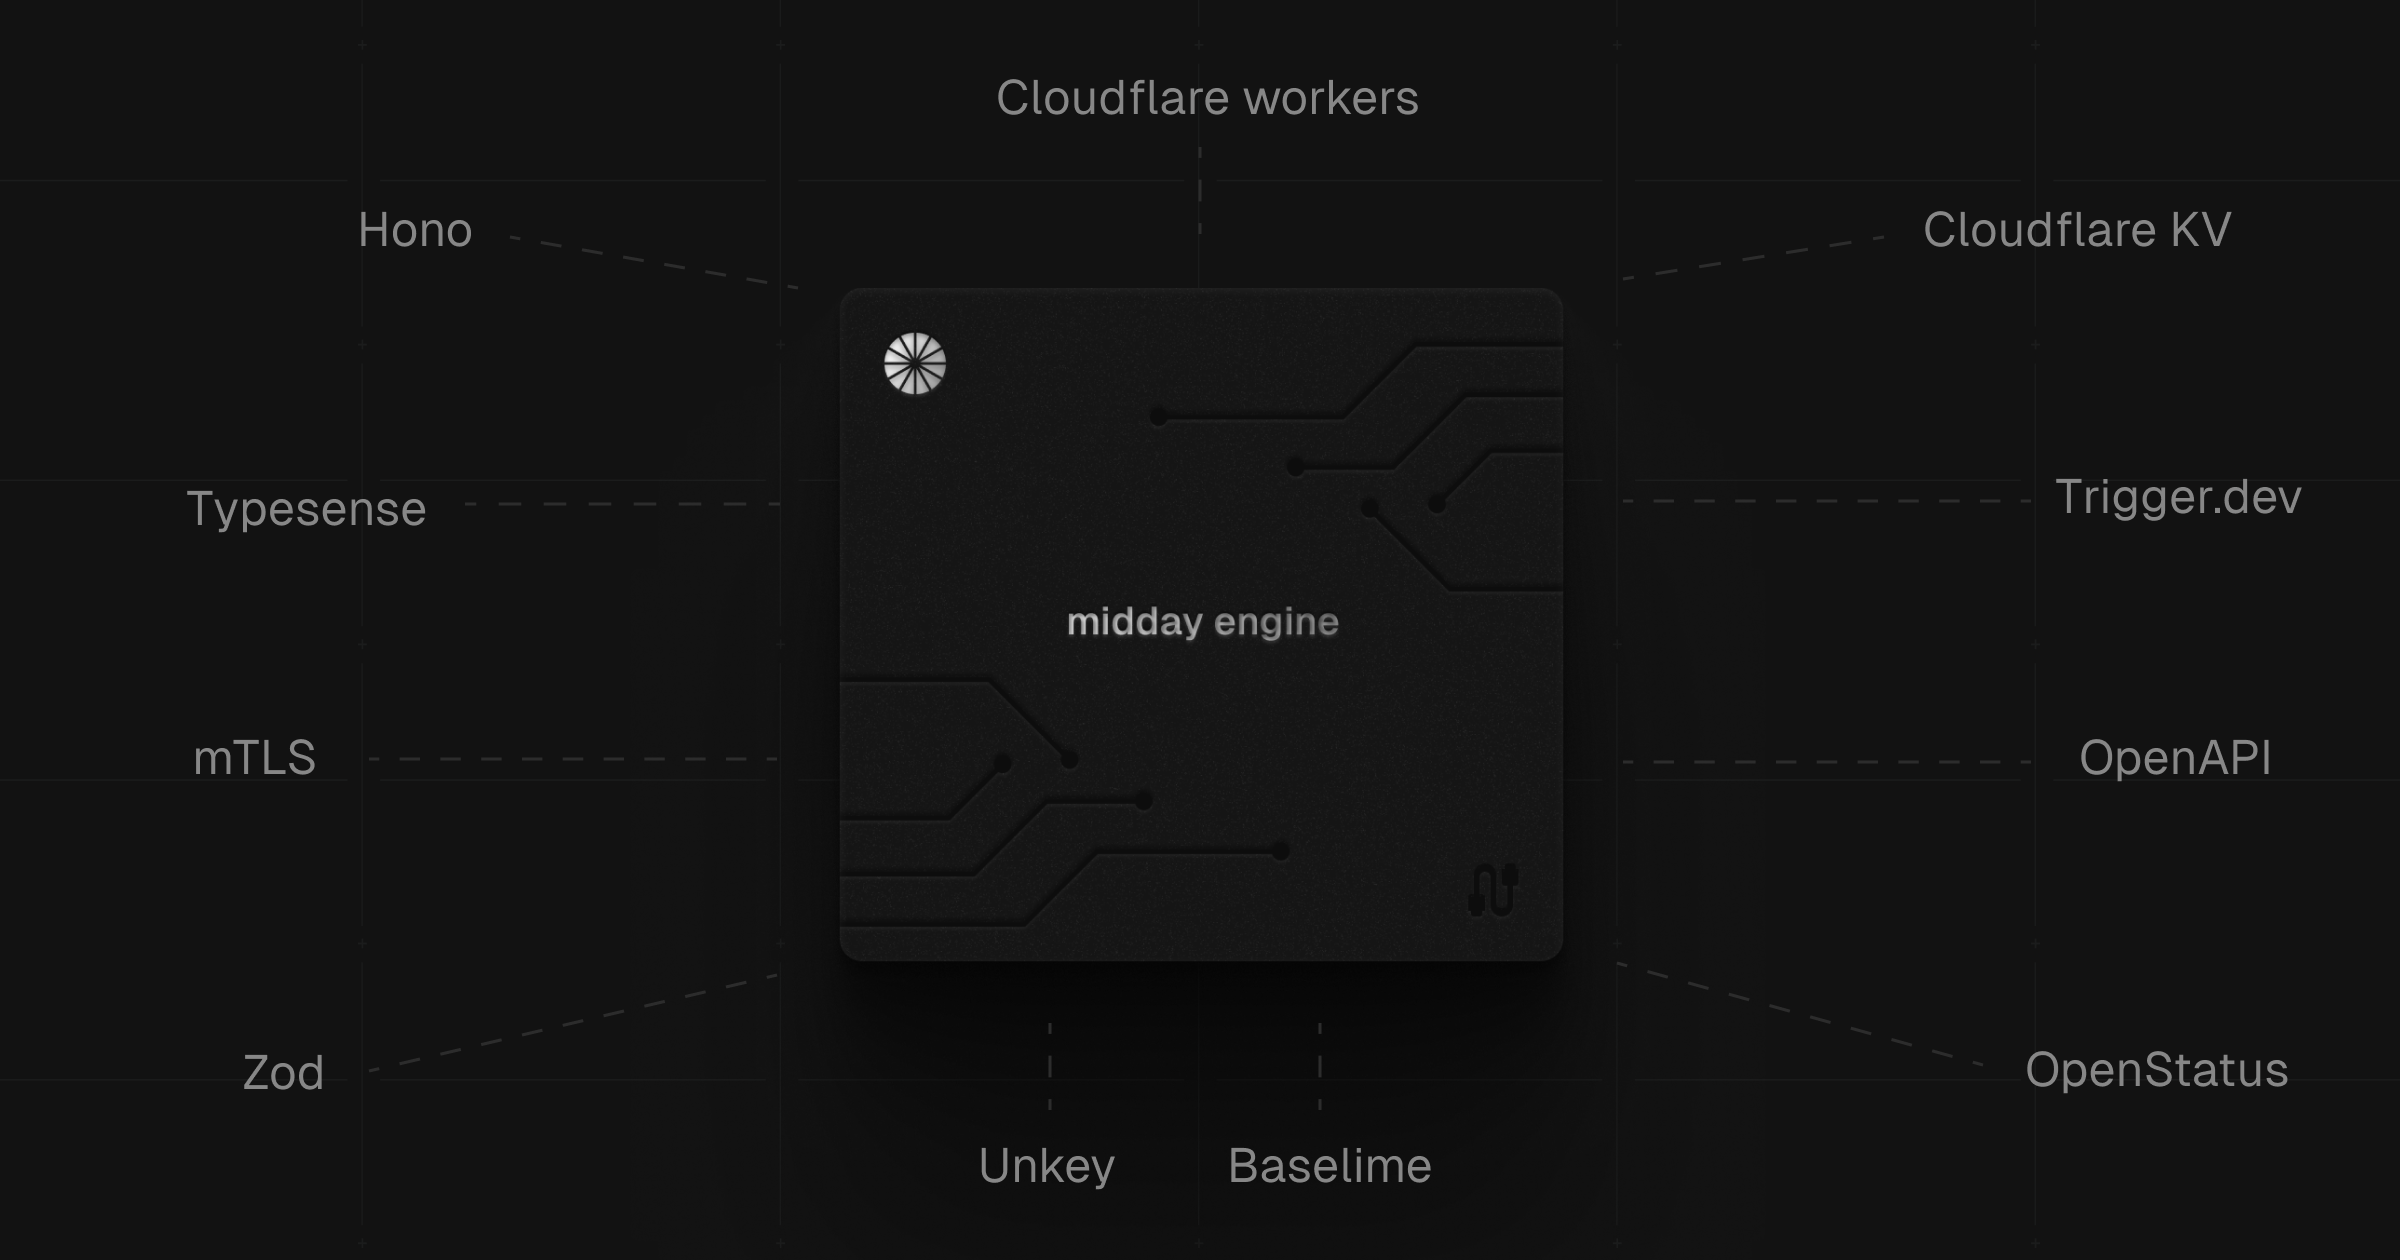 Cloudflare workers
Hono
Cloudflare KV
Typesense
Trigger.dev
midday engine
mTLS
OpenAPI
Zod
OpenStatus
Unkey
Baselime